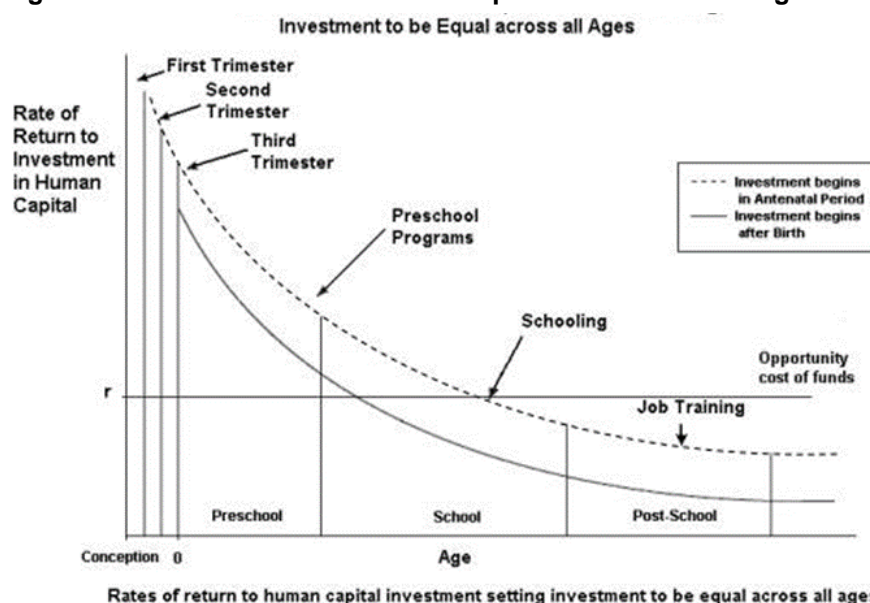 Investment to be Equal across all Ages
First Trimester
Second
Trimester
Third
Trimester
Rate of
Return to
Investment
in Human
Capital
Preschool
Programs
Investment begins
in Antenatal Period
Investment begins
after Birth
Schooling
Opportunity
cost of funds
r
Job Training
Preschool
School
Post-School
Conception 0
Age
Rates of return to human capital investment setting investment to be equal across all ages